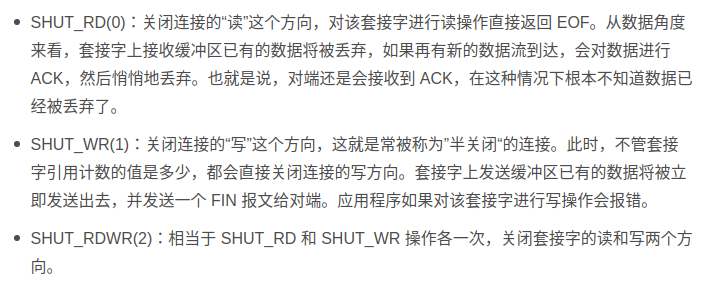 • SHUT_RD(0)：关闭连接的“读”这个方向，对该套接字进行读操作直接返回 EOF。从数据角度
来看，套接字上接收缓冲区已有的数据将被丢弃，如果再有新的数据流到达，会对数据进行
ACK，然后悄悄地丢弃。也就是说，对端还是会接收到 ACK，在这种情况下根本不知道数据已
经被丢弃了。
• SHUT_WR(1)：关闭连接的“写”这个方向，这就是常被称为”半关闭“的连接。此时，不管套接
字引用计数的值是多少，都会直接关闭连接的写方向。套接字上发送缓冲区已有的数据将被立
即发送出去，并发送一个 FIN 报文给对端。应用程序如果对该套接字进行写操作会报错。
• SHUT_RDWR(2)：相当于 SHUT_RD 和 SHUT_WR 操作各一次，关闭套接字的读和写两个方
向。